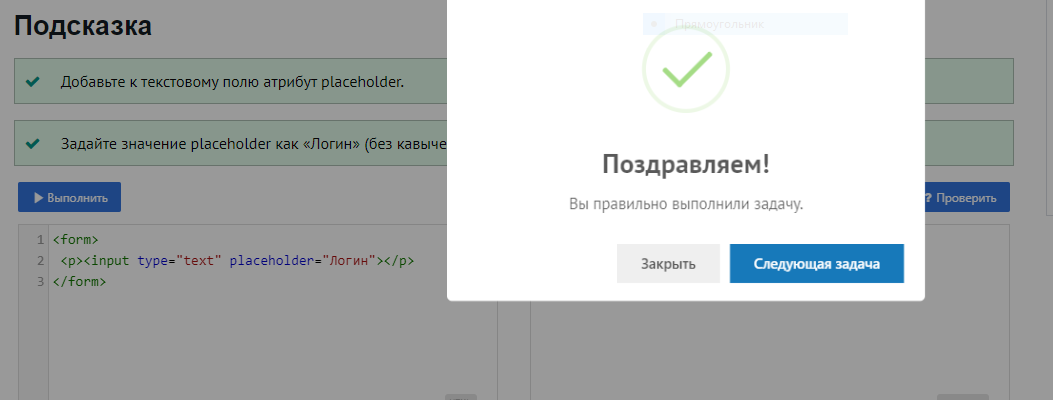 Подсказка
Прямоугольник
Добавьте к текстовому полю атрибут placeholder.
Задайте значение placeholder как «Логин» (без кавыче
Поздравляем!
Вы правильно выполнили задачу.
Выполнить
? Проверить
Закрыть
Следующая задача
1 <form>
2 <p><input type="text" placeholder="Логин"></p>
3 </form>